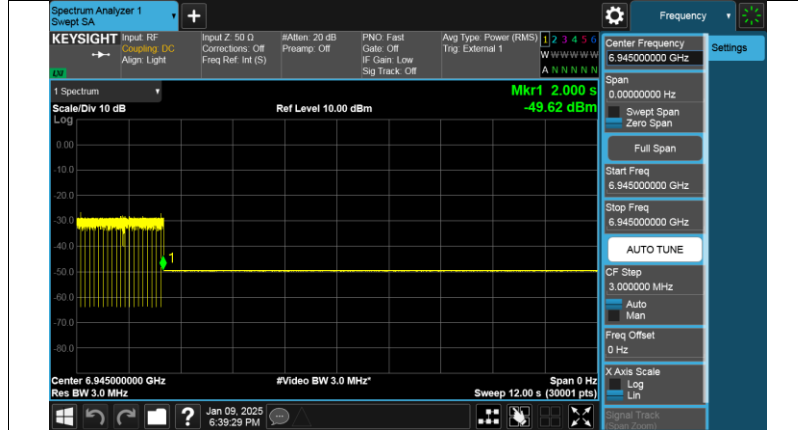 Spectrum Analyzer 1
Swept SA
Frequency
KEYSIGHT
Input: RF
Coupling: DC
Align: Light
Input Z: 50 Ω
Corrections: Off
Freq Ref: Int (S)
#Atten: 20 dB
Preamp: Off
PNO: Fast
Gate: Off
IF Gain: Low
Sig Track: Off
Avg Type: Power (RMS)
Trig: External 1
1 2 3 4 5 6
W W W W W W
A N N N N N
LXI
1 Spectrum
Mkr1 2.000 s
-49.62 dBm
Scale/Div 10 dB
Ref Level 10.00 dBm
Log
0.00
-10.0
-20.0
-30.0
-40.0
-50.0
-60.0
-70.0
-80.0
1
Center 6.945000000 GHz
#Video BW 3.0 MHz*
Span 0 Hz
Res BW 3.0 MHz
Sweep 12.00 s (30001 pts)
Jan 09, 2025
6:39:29 PM
Center Frequency
6.945000000 GHz
Settings
Span
0.00000000 Hz
Swept Span
Zero Span
Full Span
Start Freq
6.945000000 GHz
Stop Freq
6.945000000 GHz
AUTO TUNE
CF Step
3.000000 MHz
Auto
Man
Freq Offset
0 Hz
X Axis Scale
Log
Lin
Signal Track
(Span Zoom)